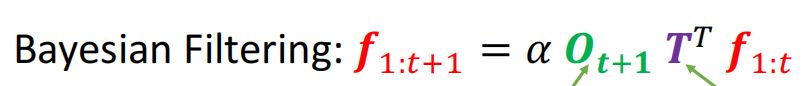 Bayesian Filtering: f₁:t+1 = α Oₜ₊₁ Tᵀ f₁:t